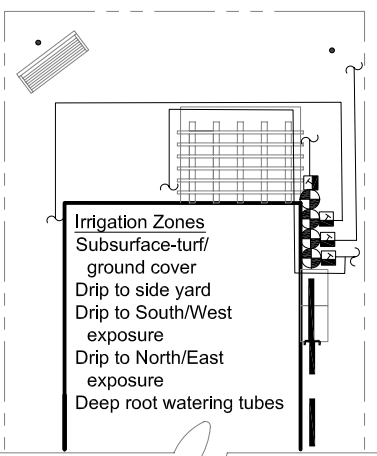 Irrigation Zones
Subsurface-turf/
ground cover
Drip to side yard
Drip to South/West
exposure
Drip to North/East
exposure
Deep root watering tubes